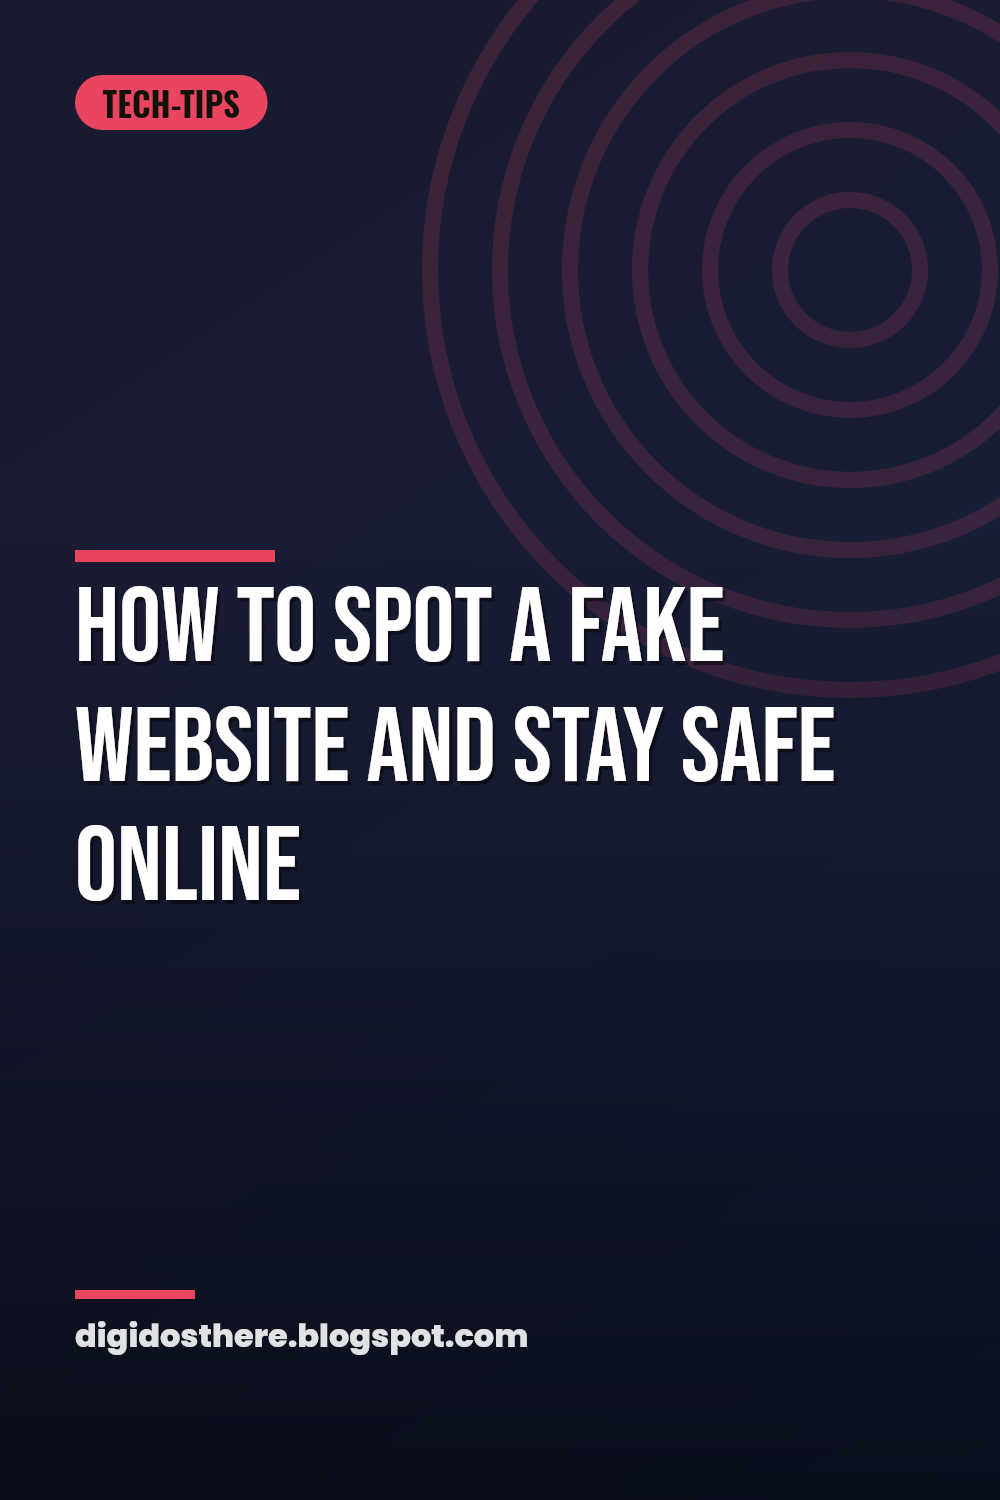 TECH-TIPS
HOW TO SPOT A FAKE
WEBSITE AND STAY SAFE
ONLINE
digidosthere.blogspot.com